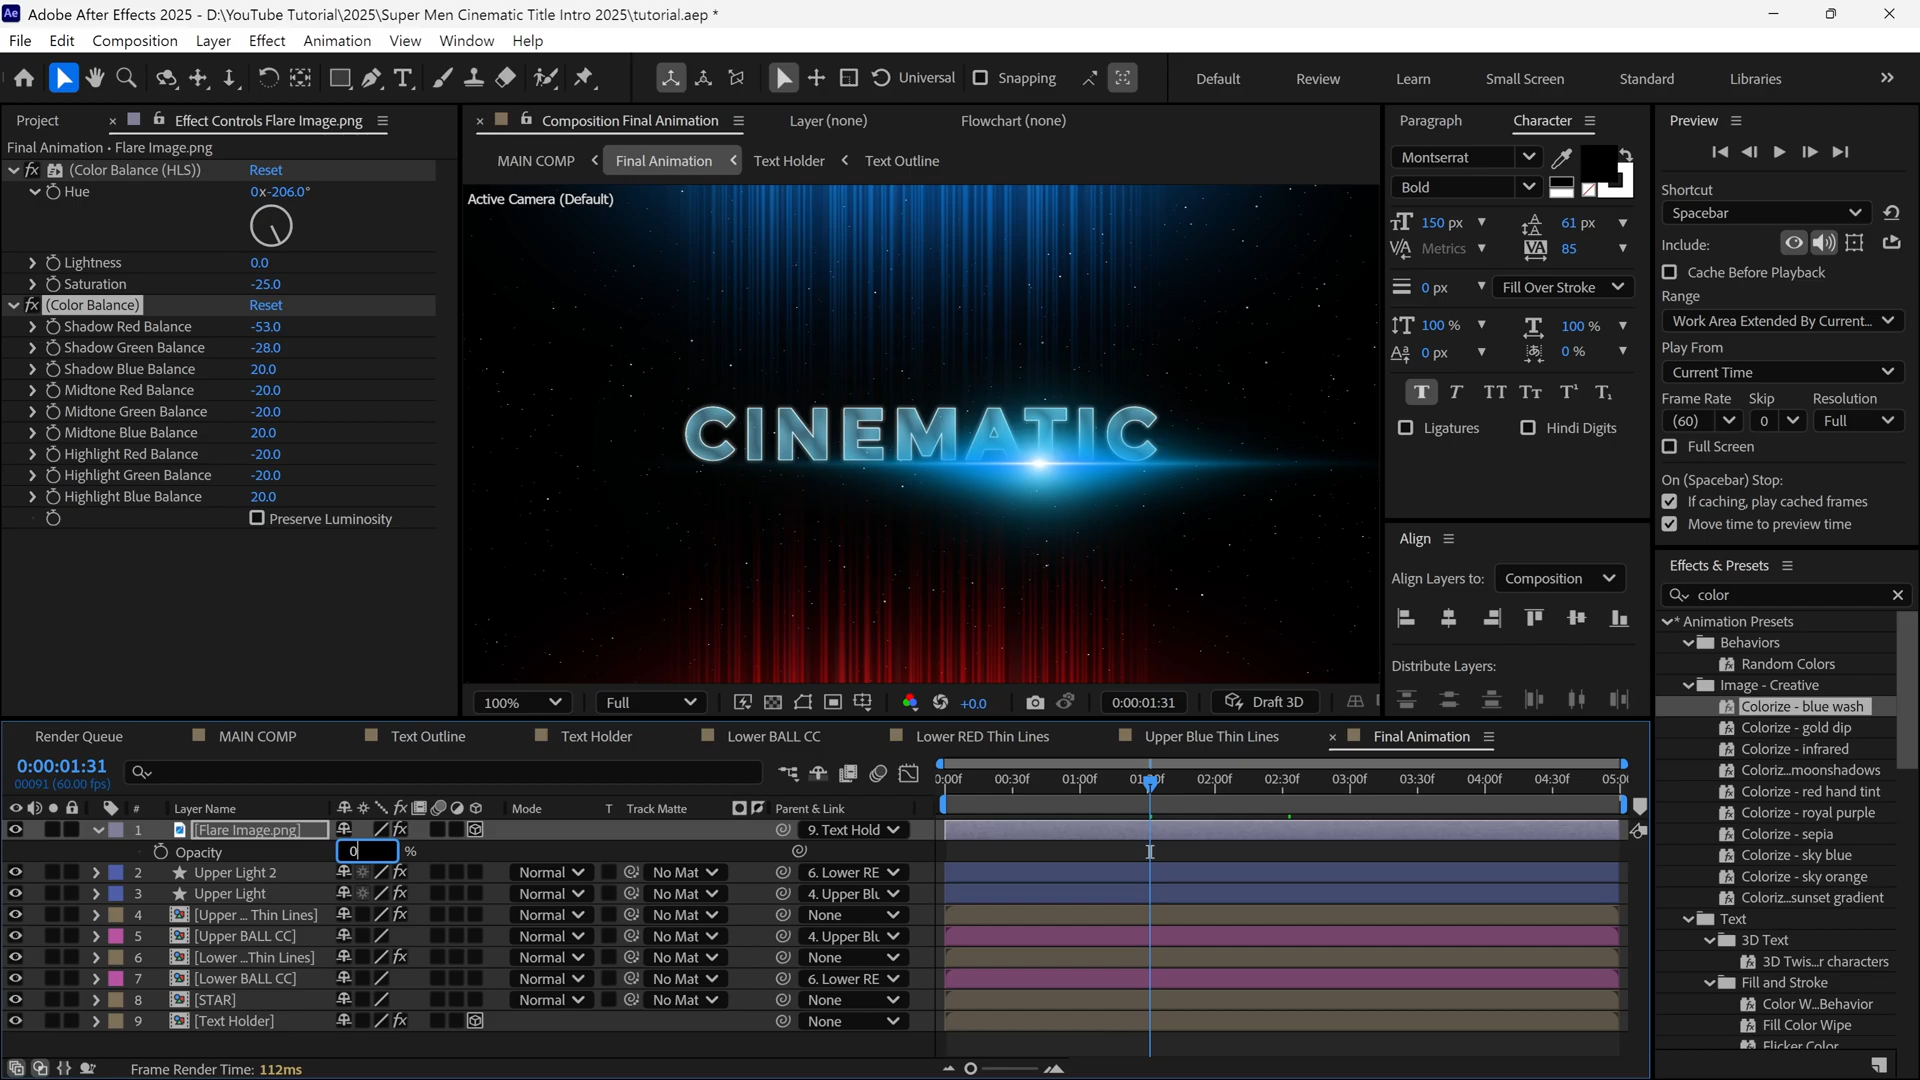 Ae Adobe After Effects 2025 - D:\YouTube Tutorial\2025\Super Men Cinematic Title Intro 2025\tutorial.aep *
File Edit Composition Layer Effect Animation View Window Help
Universal Snapping Default Review Learn Small Screen Standard Libraries
Project × Effect Controls Flare Image.png
Final Animation • Flare Image.png
fx (Color Balance (HLS)) Reset
Hue 0x-206.0°
Lightness 0.0
Saturation -25.0
fx (Color Balance) Reset
Shadow Red Balance -53.0
Shadow Green Balance -28.0
Shadow Blue Balance 20.0
Midtone Red Balance -20.0
Midtone Green Balance -20.0
Midtone Blue Balance 20.0
Highlight Red Balance -20.0
Highlight Green Balance -20.0
Highlight Blue Balance 20.0
Preserve Luminosity
× Composition Final Animation Layer (none) Flowchart (none)
MAIN COMP Final Animation Text Holder Text Outline
Active Camera (Default)
CINEMATIC
100% Full +0.0 0:00:01:31 Draft 3D
Paragraph Character
Montserrat
Bold
150 px 61 px
Metrics 85
0 px Fill Over Stroke
100 % 100 %
0 px 0 %
T T TT Tт T¹ T₁
Ligatures Hindi Digits
Align
Align Layers to: Composition
Distribute Layers:
Preview
Shortcut
Spacebar
Include:
Cache Before Playback
Range
Work Area Extended By Current...
Play From
Current Time
Frame Rate Skip Resolution
(60) 0 Full
Full Screen
On (Spacebar) Stop:
If caching, play cached frames
Move time to preview time
Effects & Presets
color
* Animation Presets
Behaviors
Random Colors
Image - Creative
Colorize - blue wash
Colorize - gold dip
Colorize - infrared
Coloriz...moonshadows
Colorize - red hand tint
Colorize - royal purple
Colorize - sepia
Colorize - sky blue
Colorize - sky orange
Coloriz...sunset gradient
Text
3D Text
3D Twis...r characters
Fill and Stroke
Color W...Behavior
Fill Color Wipe
Flicker Color
Render Queue MAIN COMP Text Outline Text Holder Lower BALL CC Lower RED Thin Lines Upper Blue Thin Lines × Final Animation
0:00:01:31
00091 (60.00 fps)
0:00f 00:30f 01:00f 01:30f 02:00f 02:30f 03:00f 03:30f 04:00f 04:30f 05:00f
# Layer Name fx Mode T Track Matte Parent & Link
1 [Flare Image.png] fx 9. Text Hold
Opacity 0 %
2 Upper Light 2 fx Normal No Mat 6. Lower RE
3 Upper Light fx Normal No Mat 4. Upper Blu
4 [Upper ... Thin Lines] fx Normal No Mat None
5 [Upper BALL CC] Normal No Mat 4. Upper Blu
6 [Lower ...Thin Lines] fx Normal No Mat None
7 [Lower BALL CC] Normal No Mat 6. Lower RE
8 [STAR] Normal No Mat None
9 [Text Holder] fx None
Frame Render Time: 112ms